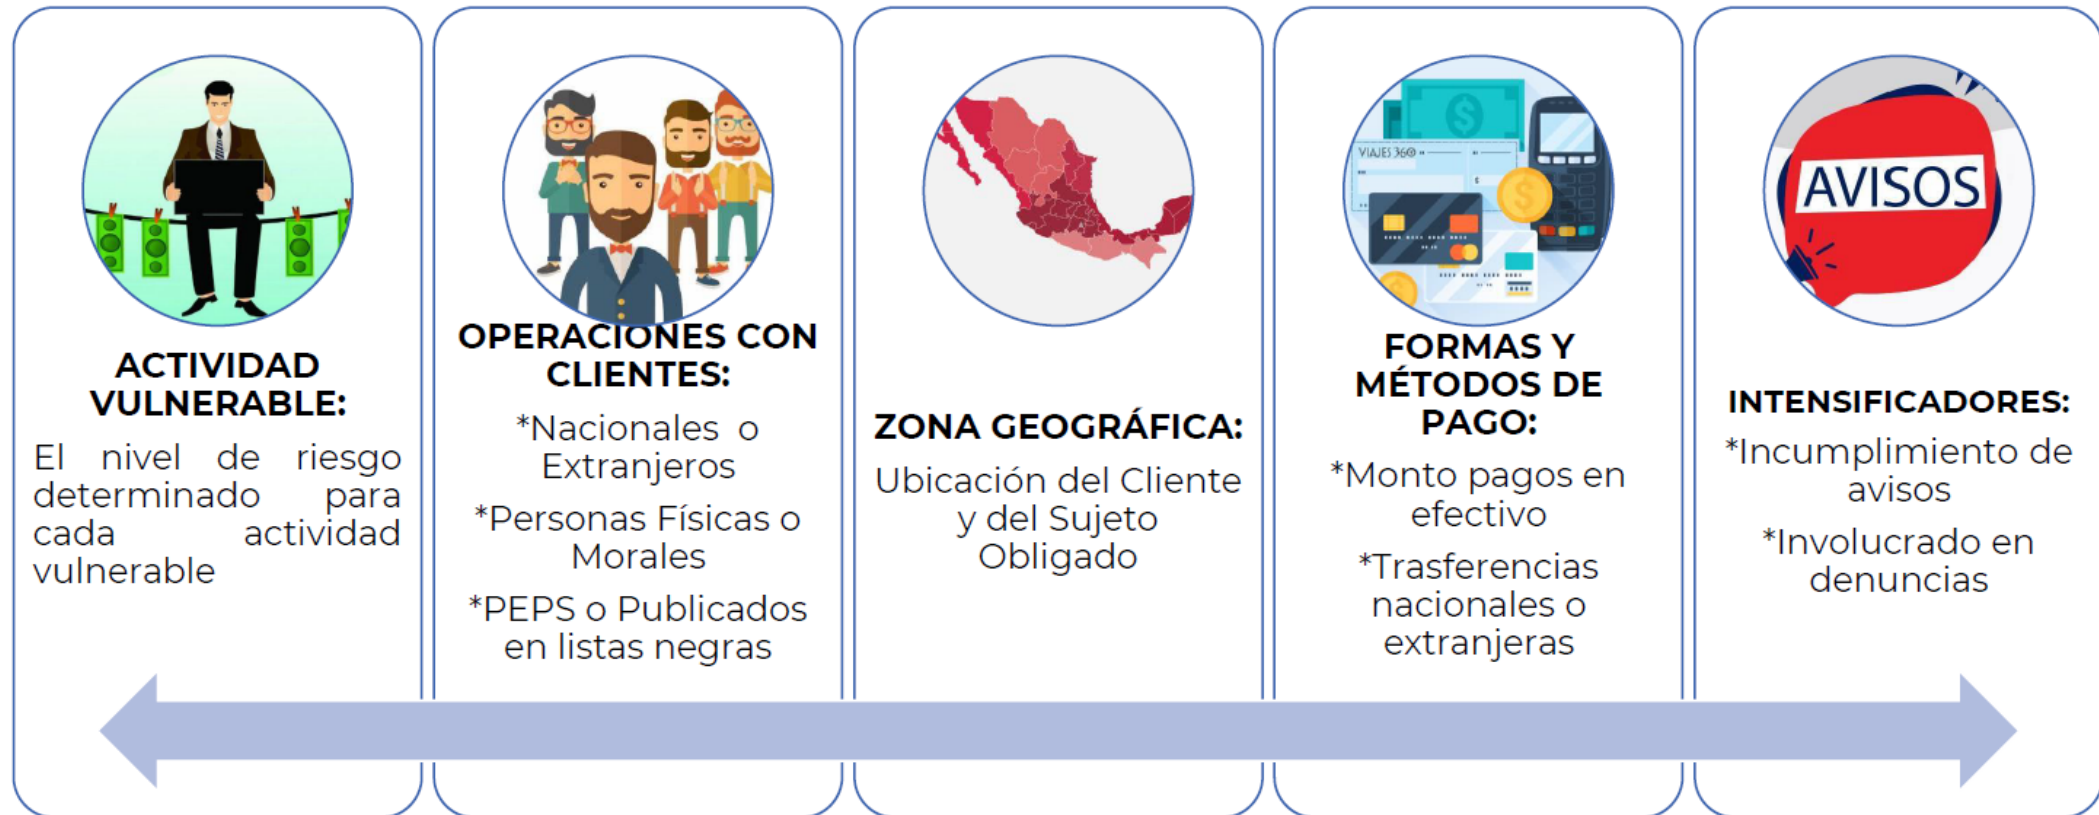 ACTIVIDAD
VULNERABLE:
El nivel de riesgo
determinado para
cada actividad
vulnerable
OPERACIONES CON
CLIENTES:
*Nacionales o
Extranjeros
*Personas Físicas o
Morales
*PEPS o Publicados
en listas negras
ZONA GEOGRÁFICA:
Ubicación del Cliente
y del Sujeto
Obligado
VIAJES 360
FORMAS Y
MÉTODOS DE
PAGO:
*Monto pagos en
efectivo
*Trasferencias
nacionales o
extranjeras
AVISOS
INTENSIFICADORES:
*Incumplimiento de
avisos
*Involucrado en
denuncias